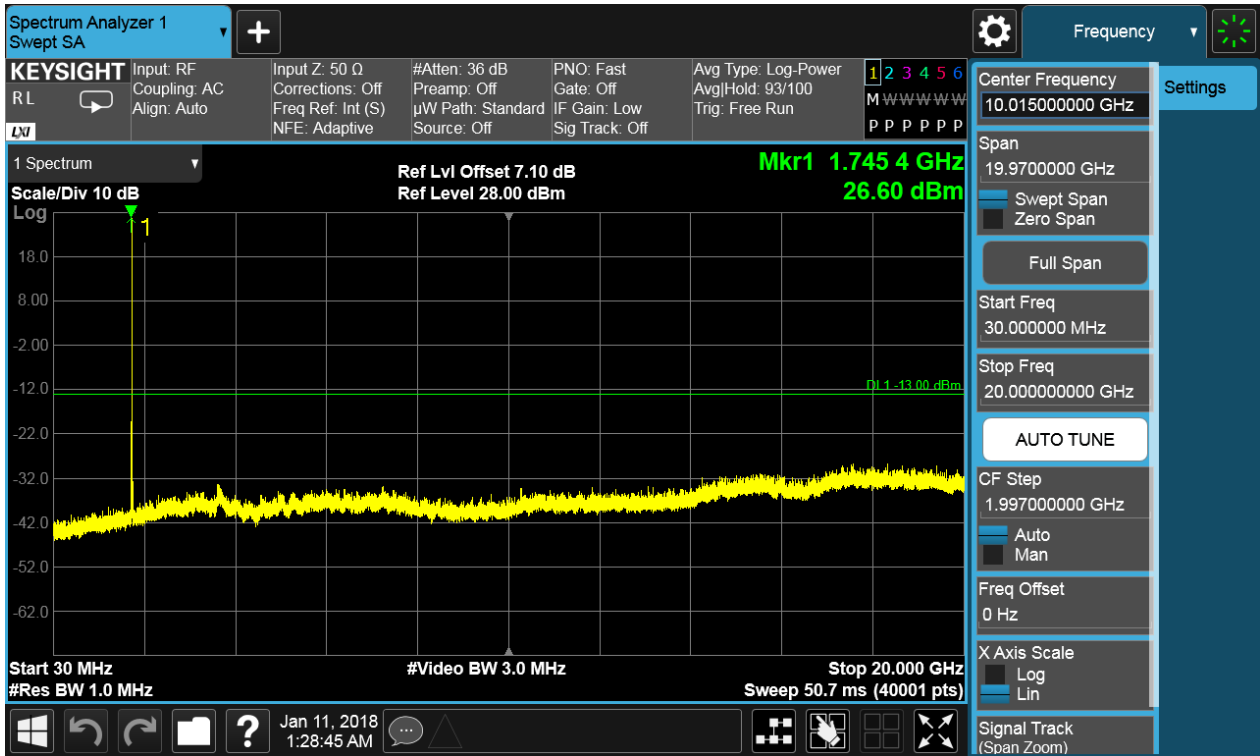 Spectrum Analyzer 1
Swept SA
+
Frequency
KEYSIGHT
R L
LXI
Input: RF
Coupling: AC
Align: Auto
Input Z: 50 Ω
Corrections: Off
Freq Ref: Int (S)
NFE: Adaptive
#Atten: 36 dB
Preamp: Off
µW Path: Standard
Source: Off
PNO: Fast
Gate: Off
IF Gain: Low
Sig Track: Off
Avg Type: Log-Power
Avg|Hold: 93/100
Trig: Free Run
1 2 3 4 5 6
M W W W W W
P P P P P P
1 Spectrum
Scale/Div 10 dB
Ref Lvl Offset 7.10 dB
Ref Level 28.00 dBm
Mkr1 1.745 4 GHz
26.60 dBm
Log
1
18.0
8.00
-2.00
-12.0
DL1 -13.00 dBm
-22.0
-32.0
-42.0
-52.0
-62.0
Start 30 MHz
#Video BW 3.0 MHz
Stop 20.000 GHz
#Res BW 1.0 MHz
Sweep 50.7 ms (40001 pts)
Center Frequency
10.015000000 GHz
Settings
Span
19.9700000 GHz
Swept Span
Zero Span
Full Span
Start Freq
30.000000 MHz
Stop Freq
20.000000000 GHz
AUTO TUNE
CF Step
1.997000000 GHz
Auto
Man
Freq Offset
0 Hz
X Axis Scale
Log
Lin
Signal Track
(Span Zoom)
?
Jan 11, 2018
1:28:45 AM